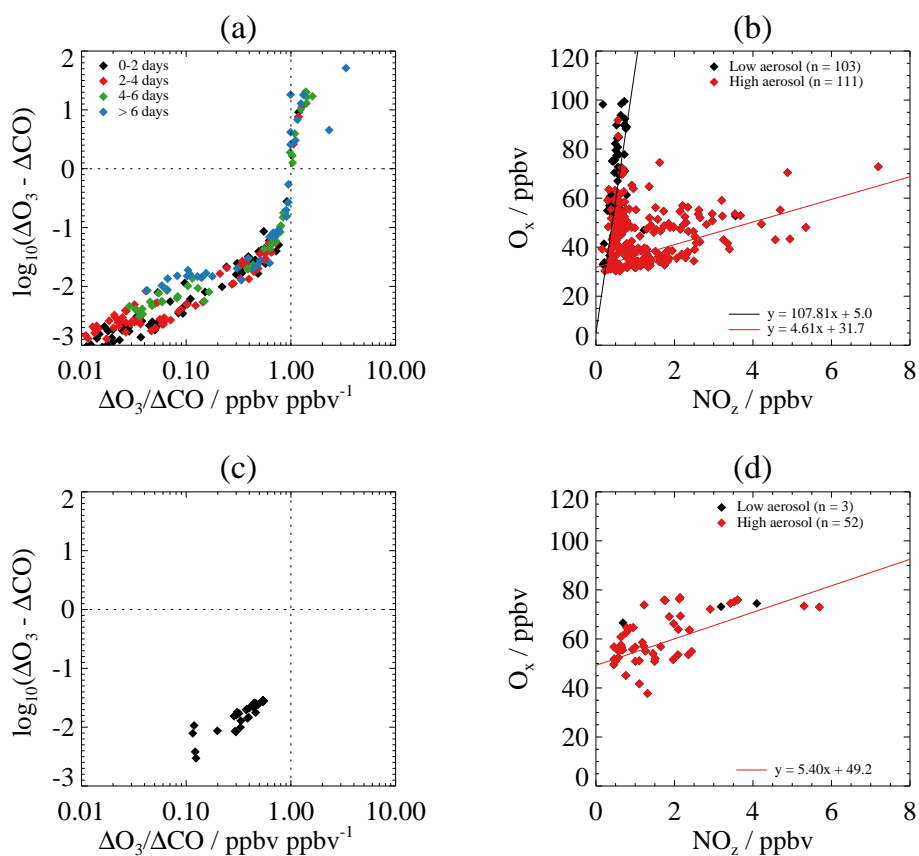 (a)
2
1
0
-1
-2
-3
log₁₀(ΔO₃ - ΔCO)
0-2 days
2-4 days
4-6 days
> 6 days
0.01 0.10 1.00 10.00
ΔO₃/ΔCO / ppbv ppbv⁻¹
(b)
120
100
80
60
40
20
0
Oₓ / ppbv
Low aerosol (n = 103)
High aerosol (n = 111)
y = 107.81x + 5.0
y = 4.61x + 31.7
0 2 4 6 8
NO_z / ppbv
(c)
2
1
0
-1
-2
-3
log₁₀(ΔO₃ - ΔCO)
0.01 0.10 1.00 10.00
ΔO₃/ΔCO / ppbv ppbv⁻¹
(d)
120
100
80
60
40
20
0
Oₓ / ppbv
Low aerosol (n = 3)
High aerosol (n = 52)
y = 5.40x + 49.2
0 2 4 6 8
NO_z / ppbv